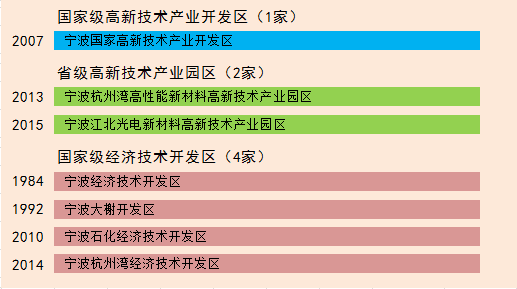 国家级高新技术产业开发区（1家）
2007 宁波国家高新技术产业开发区
省级高新技术产业园区（2家）
2013 宁波杭州湾高性能新材料高新技术产业园区
2015 宁波江北光电新材料高新技术产业园区
国家级经济技术开发区（4家）
1984 宁波经济技术开发区
1992 宁波大榭开发区
2010 宁波石化经济技术开发区
2014 宁波杭州湾经济技术开发区